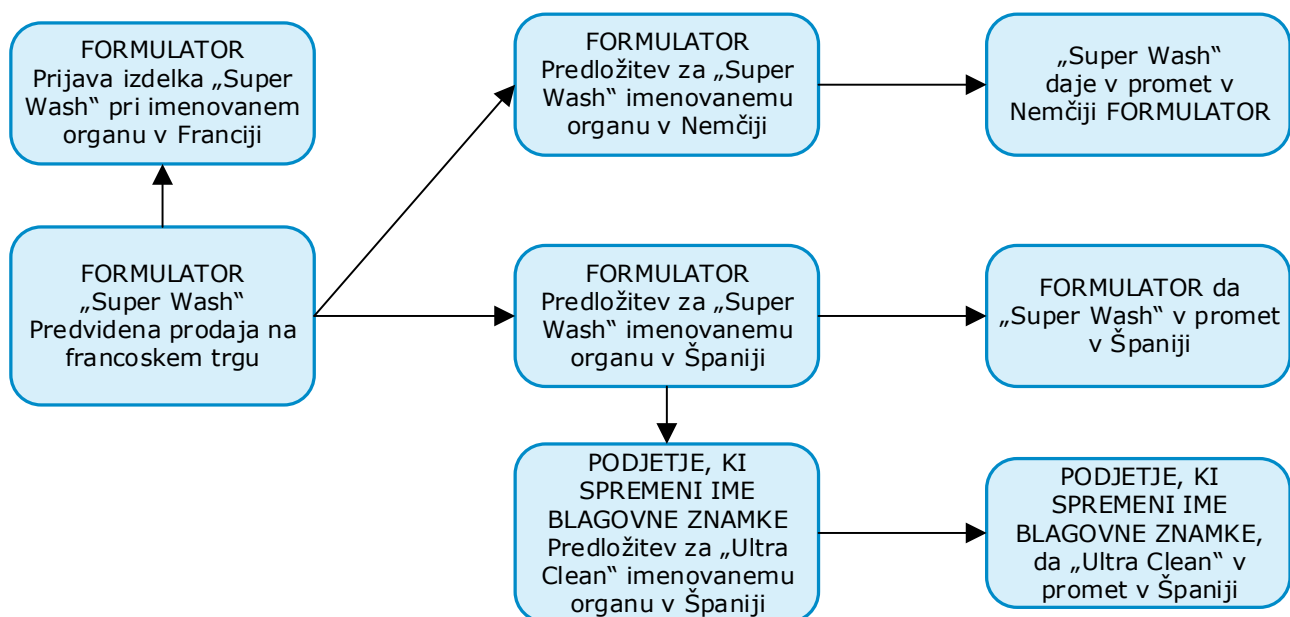 FORMULATOR
Prijava izdelka „Super
Wash“ pri imenovanem
organu v Franciji
FORMULATOR
Predložitev za „Super
Wash“ imenovanemu
organu v Nemčiji
„Super Wash“
daje v promet v
Nemčiji FORMULATOR
FORMULATOR
„Super Wash“
Predvidena prodaja na
francoskem trgu
FORMULATOR
Predložitev za „Super
Wash“ imenovanemu
organu v Španiji
FORMULATOR da
„Super Wash“ v promet
v Španiji
PODJETJE, KI
SPREMENI IME
BLAGOVNE ZNAMKE
Predložitev za „Ultra
Clean“ imenovanemu
organu v Španiji
PODJETJE, KI
SPREMENI IME
BLAGOVNE ZNAMKE,
da „Ultra Clean“ v
promet v Španiji